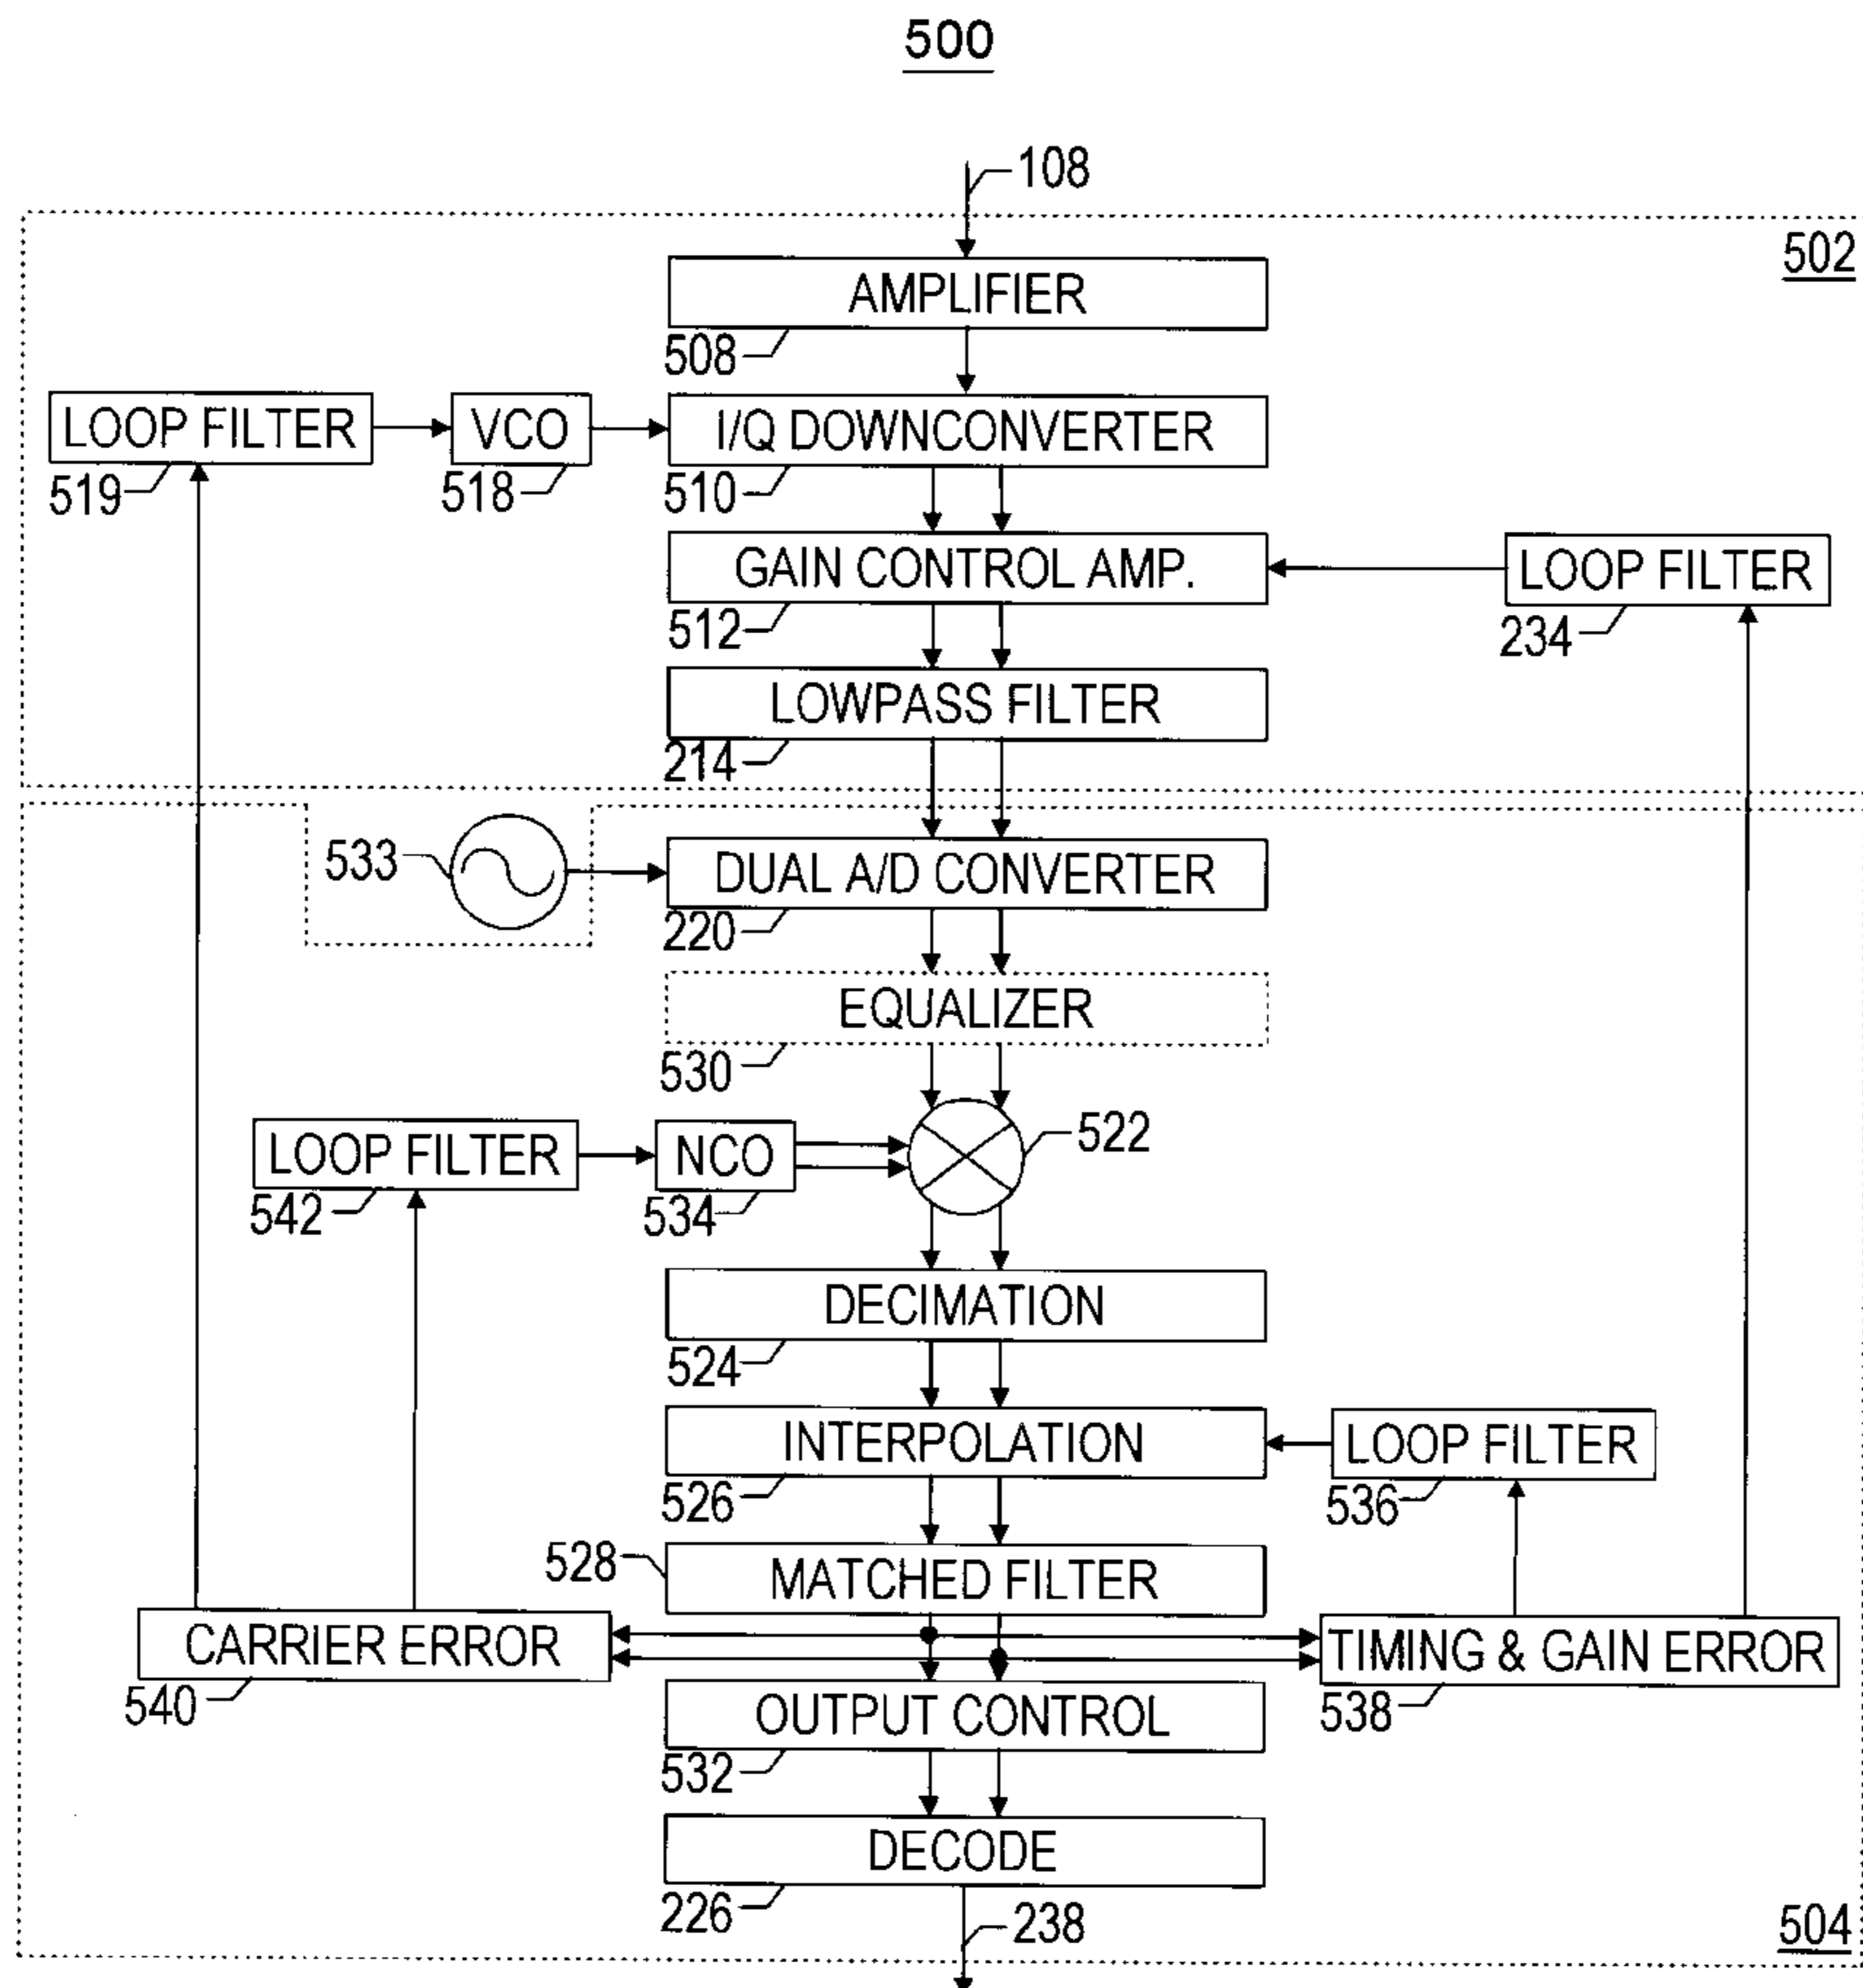 500
108
502
AMPLIFIER
508
LOOP FILTER
519
VCO
518
I/Q DOWNCONVERTER
510
GAIN CONTROL AMP.
512
LOOP FILTER
234
LOWPASS FILTER
214
533
DUAL A/D CONVERTER
220
EQUALIZER
530
LOOP FILTER
542
NCO
534
522
DECIMATION
524
INTERPOLATION
526
LOOP FILTER
536
528
MATCHED FILTER
CARRIER ERROR
540
TIMING & GAIN ERROR
538
OUTPUT CONTROL
532
DECODE
226
238
504